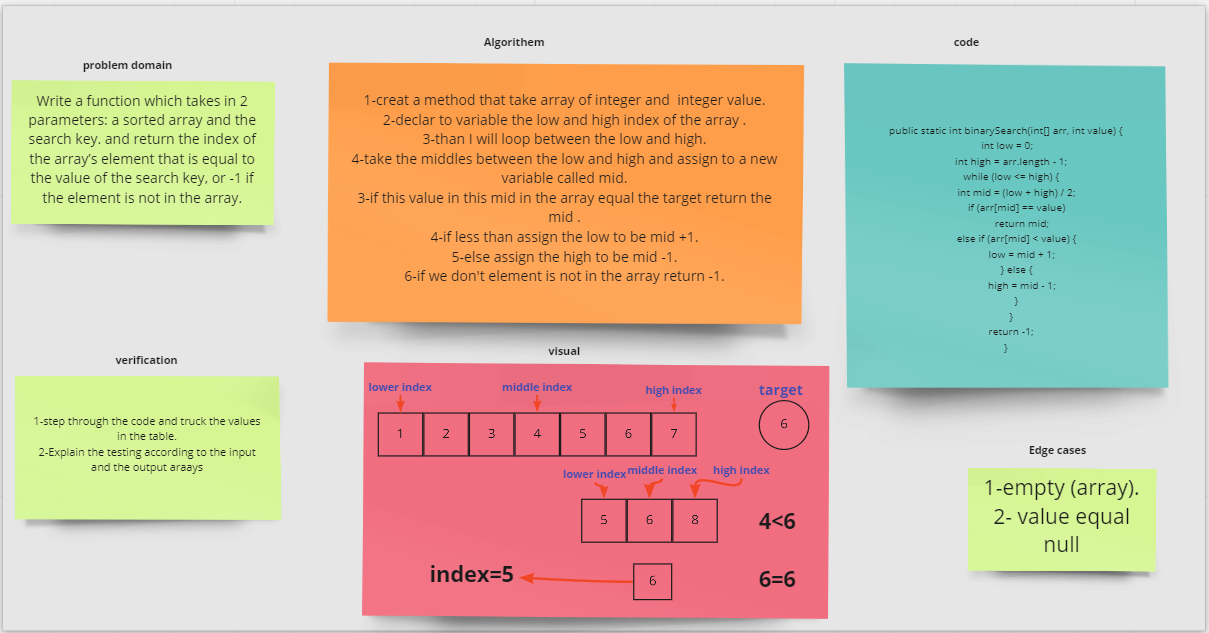 problem domain
Write a function which takes in 2
parameters: a sorted array and the
search key. and return the index of
the array's element that is equal to
the value of the search key, or -1 if
the element is not in the array.
Algorithem
1-creat a method that take array of integer and  integer value.
2-declar to variable the low and high index of the array .
3-than I will loop between the low and high.
4-take the middles between the low and high and assign to a new
variable called mid.
3-if this value in this mid in the array equal the target return the
mid .
4-if less than assign the low to be mid +1.
5-else assign the high to be mid -1.
6-if we don't element is not in the array return -1.
code
public static int binarySearch(int[] arr, int value) {
int low = 0;
int high = arr.length - 1;
while (low <= high) {
int mid = (low + high) / 2;
if (arr[mid] == value)
return mid;
else if (arr[mid] < value) {
low = mid + 1;
} else {
high = mid - 1;
}
}
return -1;
}
verification
1-step through the code and truck the values
in the table.
2-Explain the testing according to the input
and the output araays
visual
lower index middle index high index target
1 2 3 4 5 6 7 6
lower index middle index high index
5 6 8 4<6
index=5 6 6=6
Edge cases
1-empty (array).
2- value equal
null